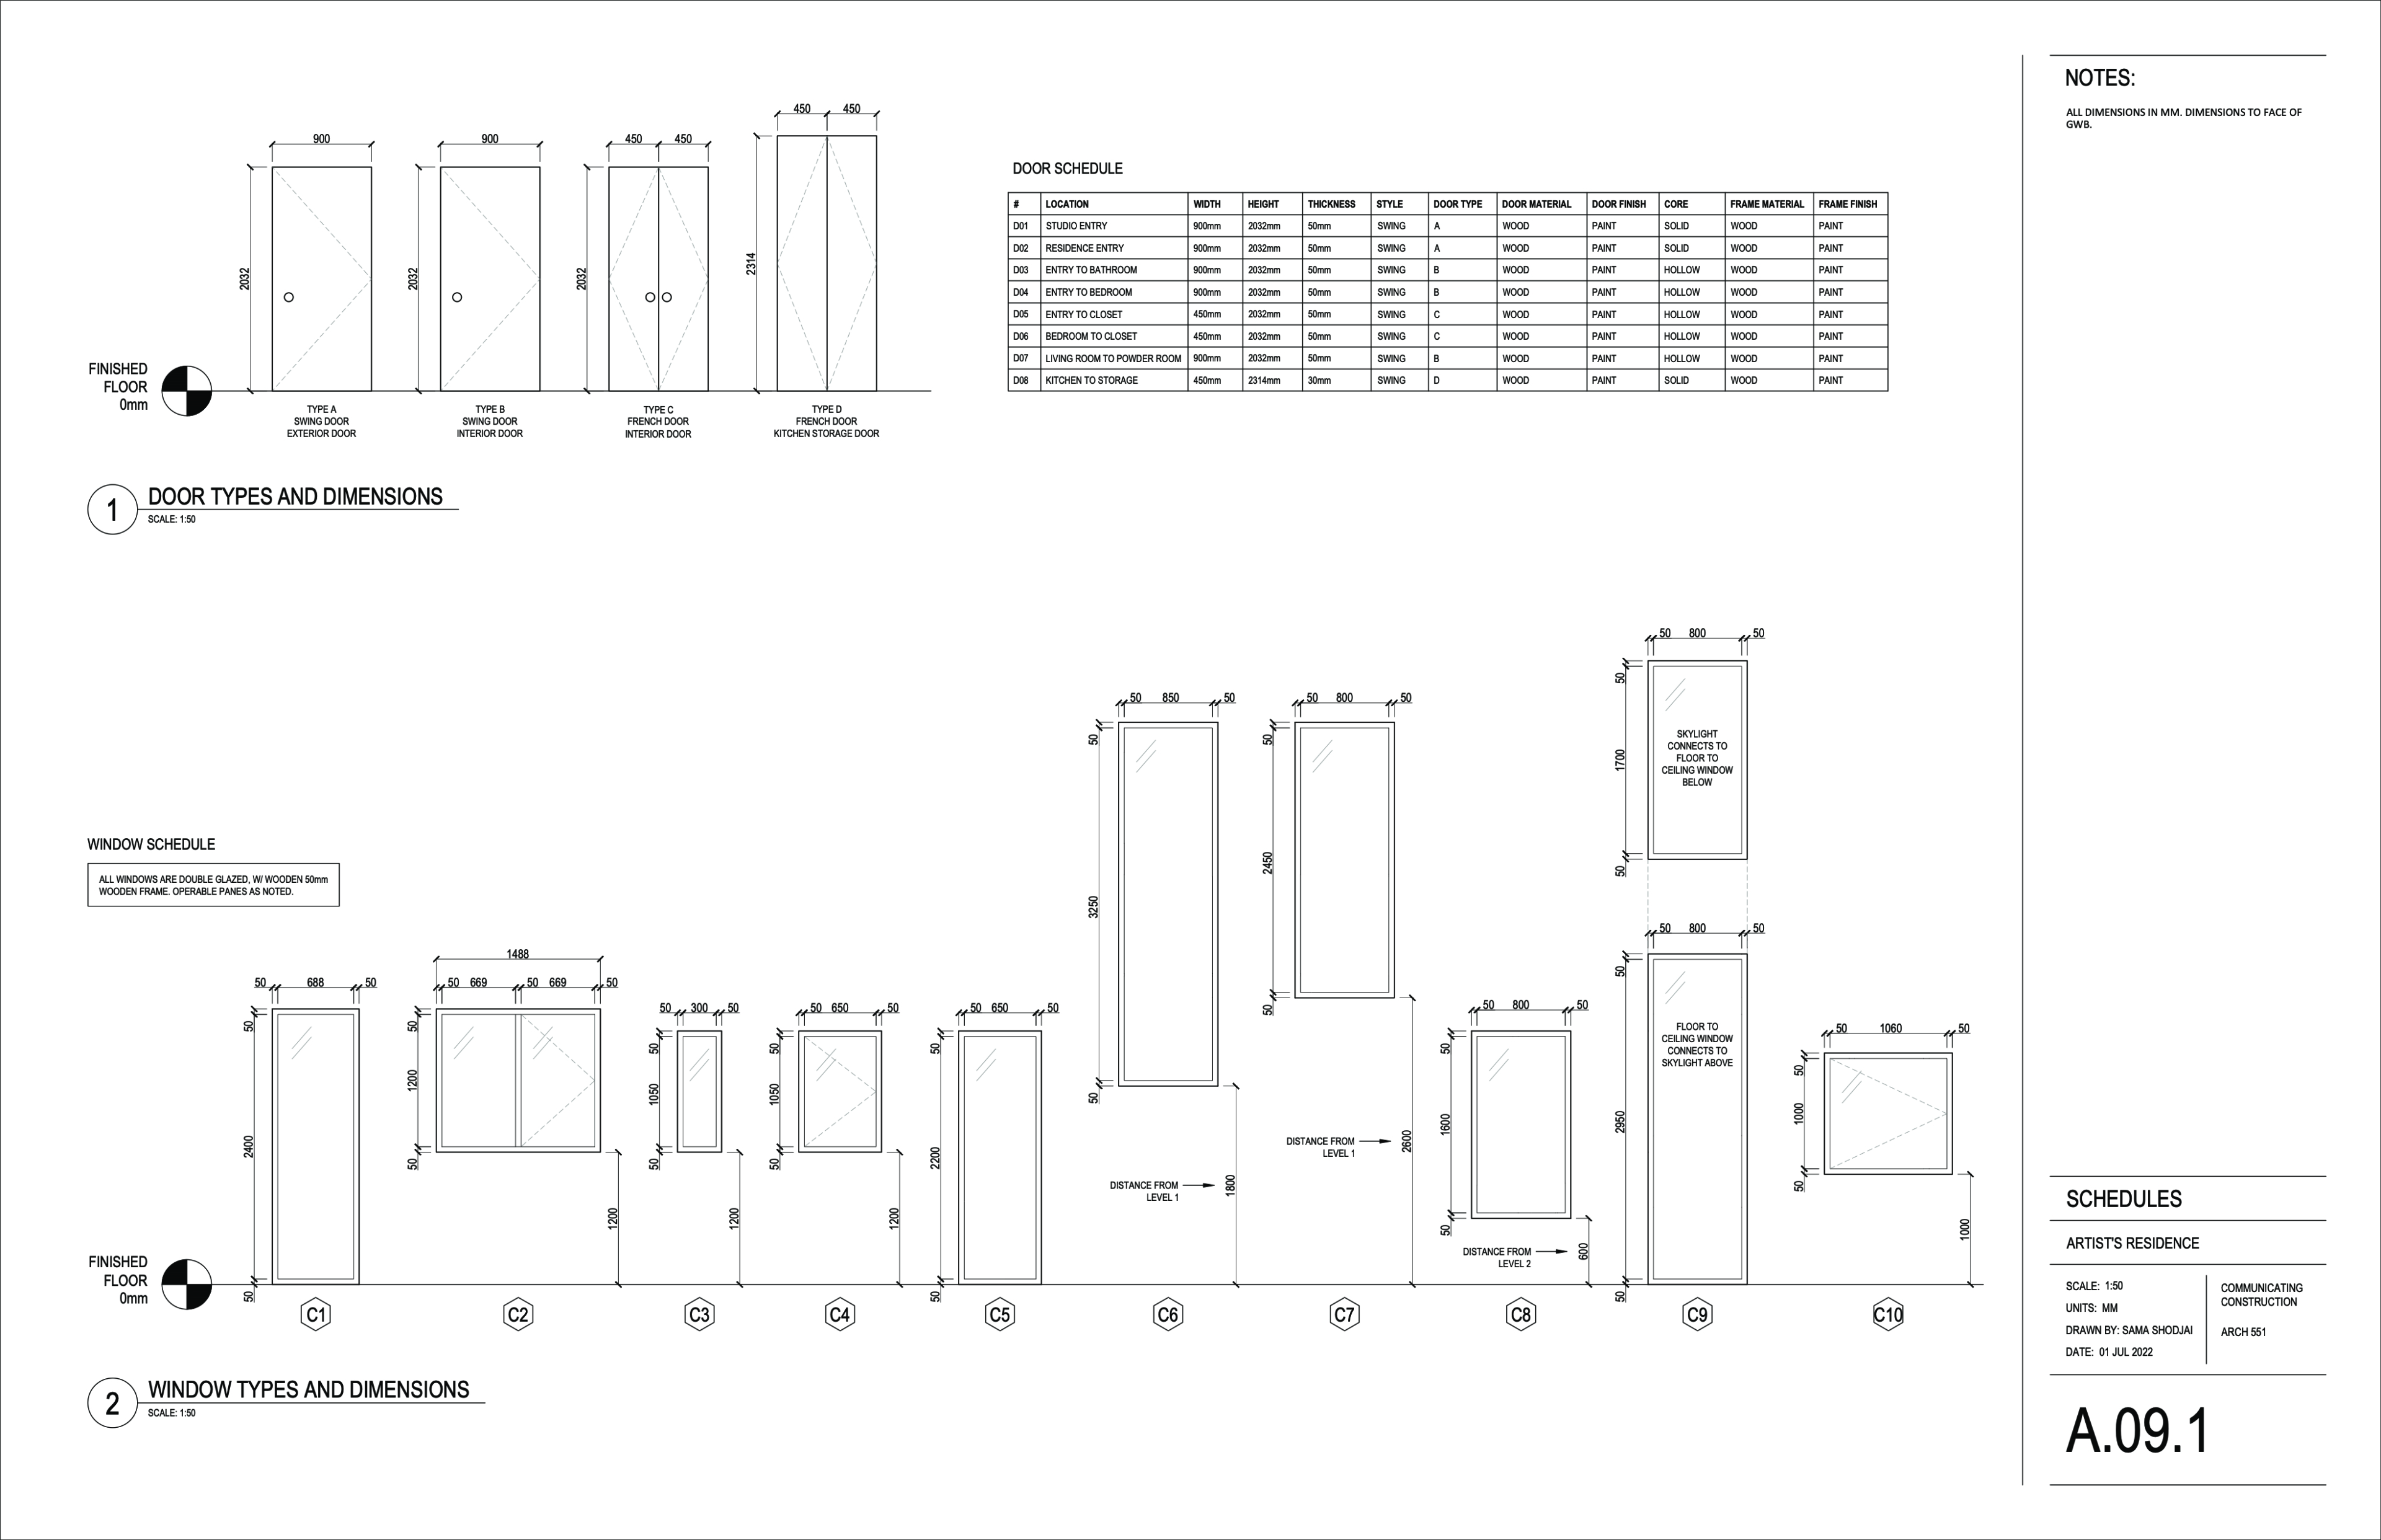 450 450
900 900 450 450
2032 2032 2032 2314
FINISHED
FLOOR
0mm
TYPE A
SWING DOOR
EXTERIOR DOOR
TYPE B
SWING DOOR
INTERIOR DOOR
TYPE C
FRENCH DOOR
INTERIOR DOOR
TYPE D
FRENCH DOOR
KITCHEN STORAGE DOOR
1 DOOR TYPES AND DIMENSIONS
SCALE: 1:50
DOOR SCHEDULE
# LOCATION WIDTH HEIGHT THICKNESS STYLE DOOR TYPE DOOR MATERIAL DOOR FINISH CORE FRAME MATERIAL FRAME FINISH
D01 STUDIO ENTRY 900mm 2032mm 50mm SWING A WOOD PAINT SOLID WOOD PAINT
D02 RESIDENCE ENTRY 900mm 2032mm 50mm SWING A WOOD PAINT SOLID WOOD PAINT
D03 ENTRY TO BATHROOM 900mm 2032mm 50mm SWING B WOOD PAINT HOLLOW WOOD PAINT
D04 ENTRY TO BEDROOM 900mm 2032mm 50mm SWING B WOOD PAINT HOLLOW WOOD PAINT
D05 ENTRY TO CLOSET 450mm 2032mm 50mm SWING C WOOD PAINT HOLLOW WOOD PAINT
D06 BEDROOM TO CLOSET 450mm 2032mm 50mm SWING C WOOD PAINT HOLLOW WOOD PAINT
D07 LIVING ROOM TO POWDER ROOM 900mm 2032mm 50mm SWING B WOOD PAINT HOLLOW WOOD PAINT
D08 KITCHEN TO STORAGE 450mm 2314mm 30mm SWING D WOOD PAINT SOLID WOOD PAINT
WINDOW SCHEDULE
ALL WINDOWS ARE DOUBLE GLAZED, W/ WOODEN 50mm
WOODEN FRAME. OPERABLE PANES AS NOTED.
FINISHED
FLOOR
0mm
50 688 50
50
2400
50
C1
1488
50 669 50 669 50
50
1200
50
1200
C2
50 300 50
50
1050
50
1200
C3
50 650 50
50
1050
50
1200
C4
50 650 50
50
2200
50
C5
50 850 50
50
3250
50
DISTANCE FROM
LEVEL 1
1800
C6
50 800 50
50
2450
50
DISTANCE FROM
LEVEL 1
2600
C7
50 800 50
50
1600
50
DISTANCE FROM
LEVEL 2
600
C8
50 800 50
50
1700
50
SKYLIGHT
CONNECTS TO
FLOOR TO
CEILING WINDOW
BELOW
50 800 50
50
2950
50
FLOOR TO
CEILING WINDOW
CONNECTS TO
SKYLIGHT ABOVE
C9
50 1060 50
50
1000
50
1000
C10
2 WINDOW TYPES AND DIMENSIONS
SCALE: 1:50
NOTES:
ALL DIMENSIONS IN MM. DIMENSIONS TO FACE OF
GWB.
SCHEDULES
ARTIST'S RESIDENCE
SCALE: 1:50
UNITS: MM
DRAWN BY: SAMA SHODJAI
DATE: 01 JUL 2022
COMMUNICATING
CONSTRUCTION
ARCH 551
A.09.1